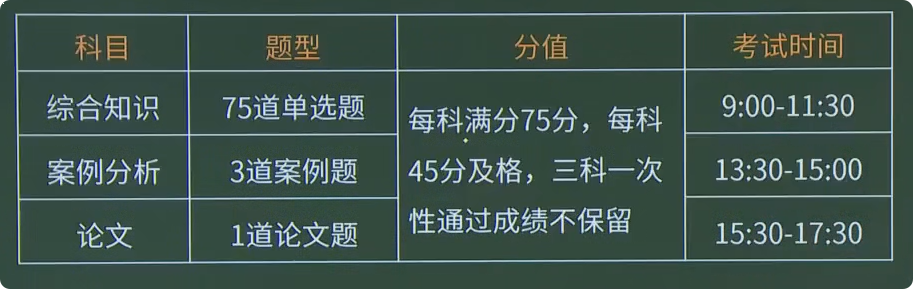 科目 题型 分值 考试时间
综合知识 75道单选题 9:00-11:30
每科满分75分，每科
案例分析 3道案例题 45分及格，三科一次 13:30-15:00
性通过成绩不保留
论文 1道论文题 15:30-17:30